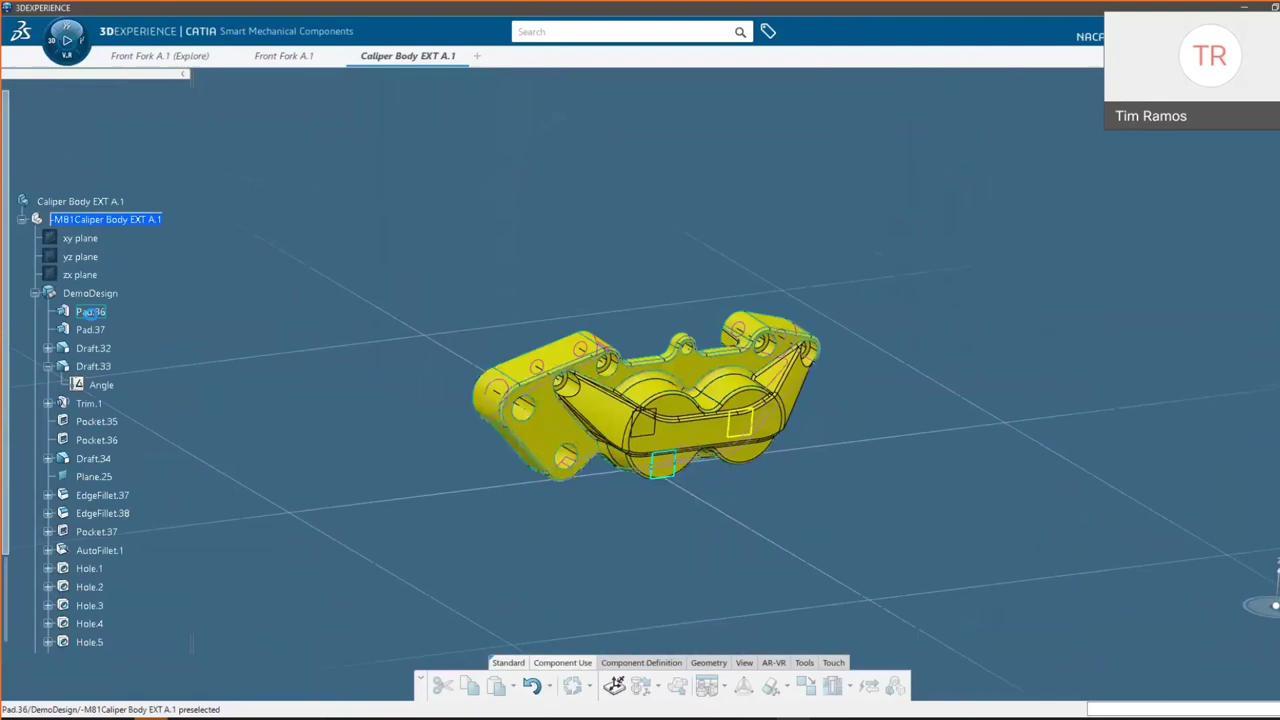 3DEXPERIENCE
3DEXPERIENCE | CATIA Smart Mechanical Components
3D
V.R
Search
NACA
TR
Tim Ramos
Front Fork A.1 (Explore)
Front Fork A.1
Caliper Body EXT A.1
+
Caliper Body EXT A.1
-M81Caliper Body EXT A.1
xy plane
yz plane
zx plane
DemoDesign
Pad.36
Pad.37
Draft.32
Draft.33
Angle
Trim.1
Pocket.35
Pocket.36
Draft.34
Plane.25
EdgeFillet.37
EdgeFillet.38
Pocket.37
AutoFillet.1
Hole.1
Hole.2
Hole.3
Hole.4
Hole.5
Standard
Component Use
Component Definition
Geometry
View
AR-VR
Tools
Touch
Pad.36/DemoDesign/-M81Caliper Body EXT A.1 preselected